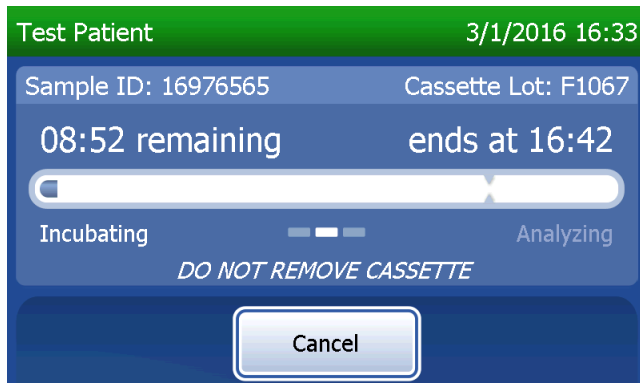 Test Patient 3/1/2016 16:33
Sample ID: 16976565 Cassette Lot: F1067
08:52 remaining ends at 16:42
Incubating Analyzing
DO NOT REMOVE CASSETTE
Cancel